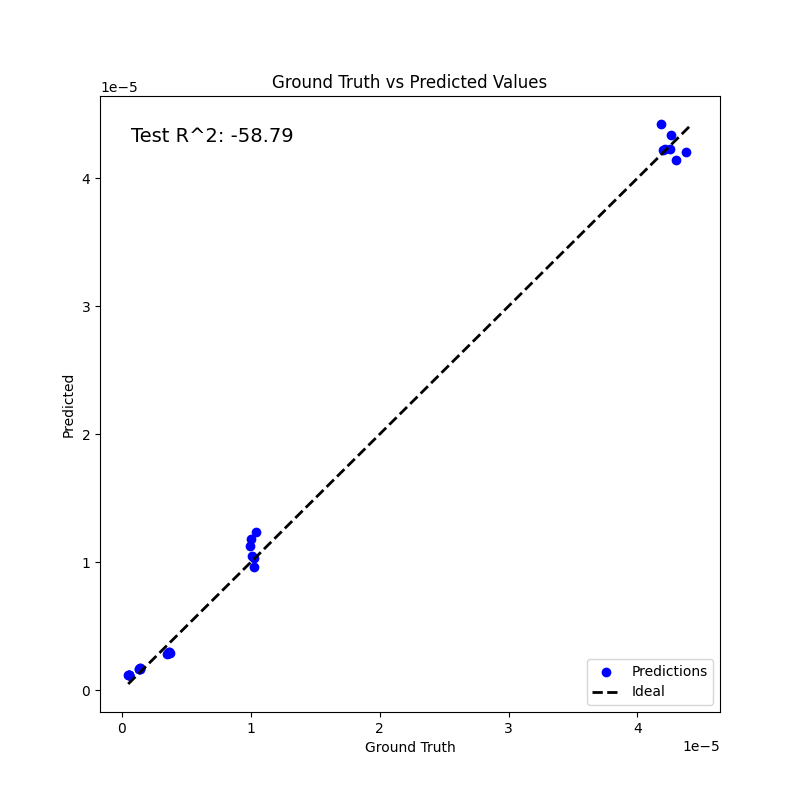 Ground Truth vs Predicted Values
1e−5
Test R^2: -58.79
4
3
2
1
0
Predicted
Predictions
Ideal
0 1 2 3 4
Ground Truth
1e−5